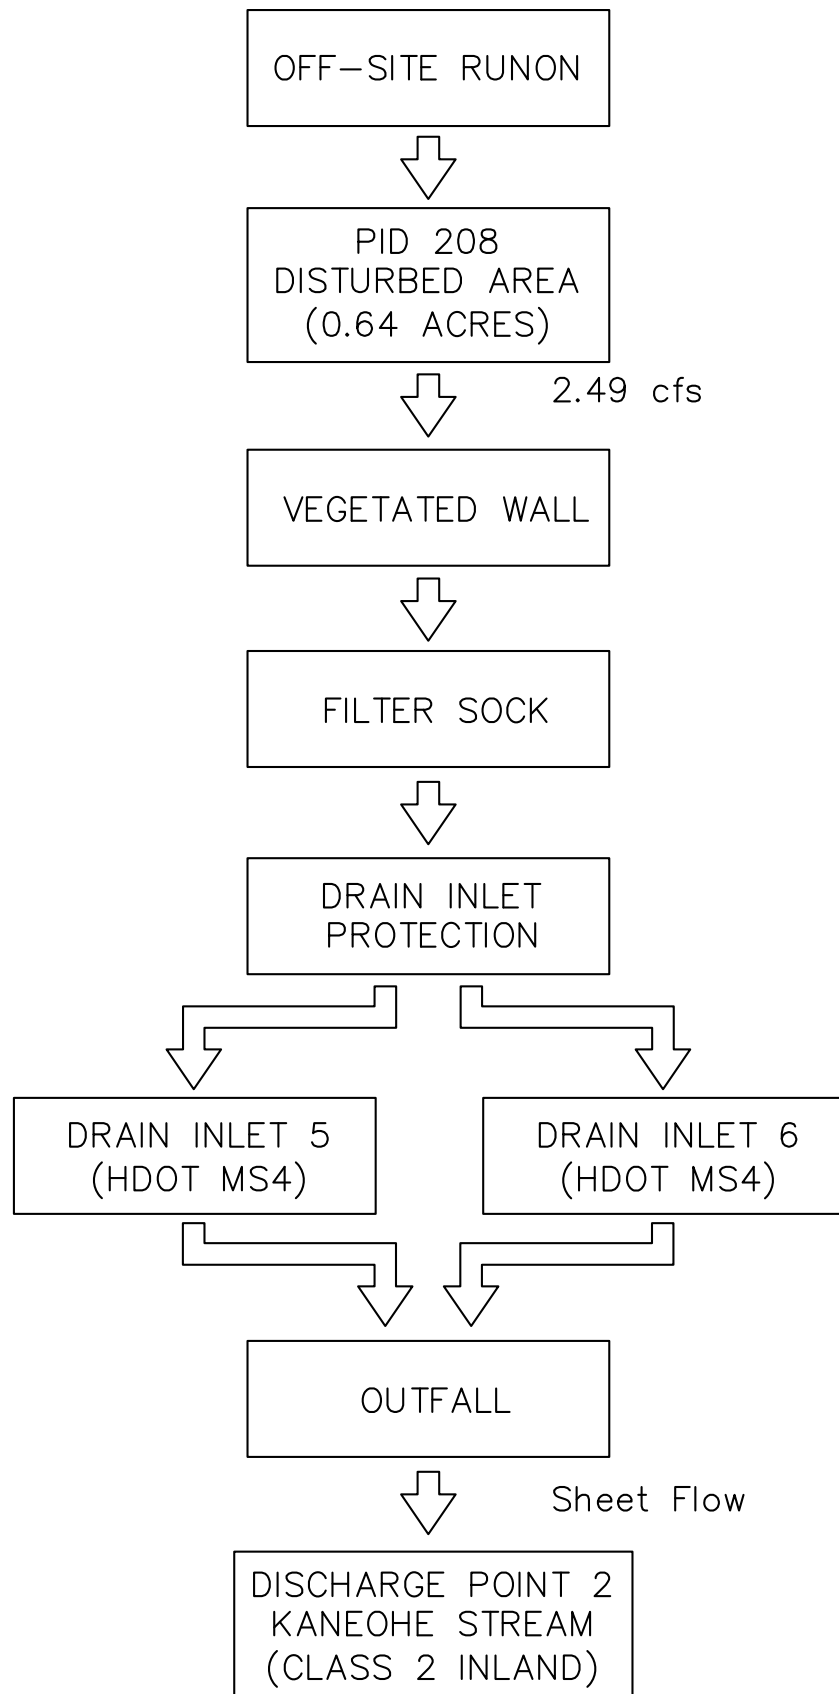 OFF-SITE RUNON
PID 208
DISTURBED AREA
(0.64 ACRES)
2.49 cfs
VEGETATED WALL
FILTER SOCK
DRAIN INLET
PROTECTION
DRAIN INLET 5
(HDOT MS4)
DRAIN INLET 6
(HDOT MS4)
OUTFALL
Sheet Flow
DISCHARGE POINT 2
KANEOHE STREAM
(CLASS 2 INLAND)